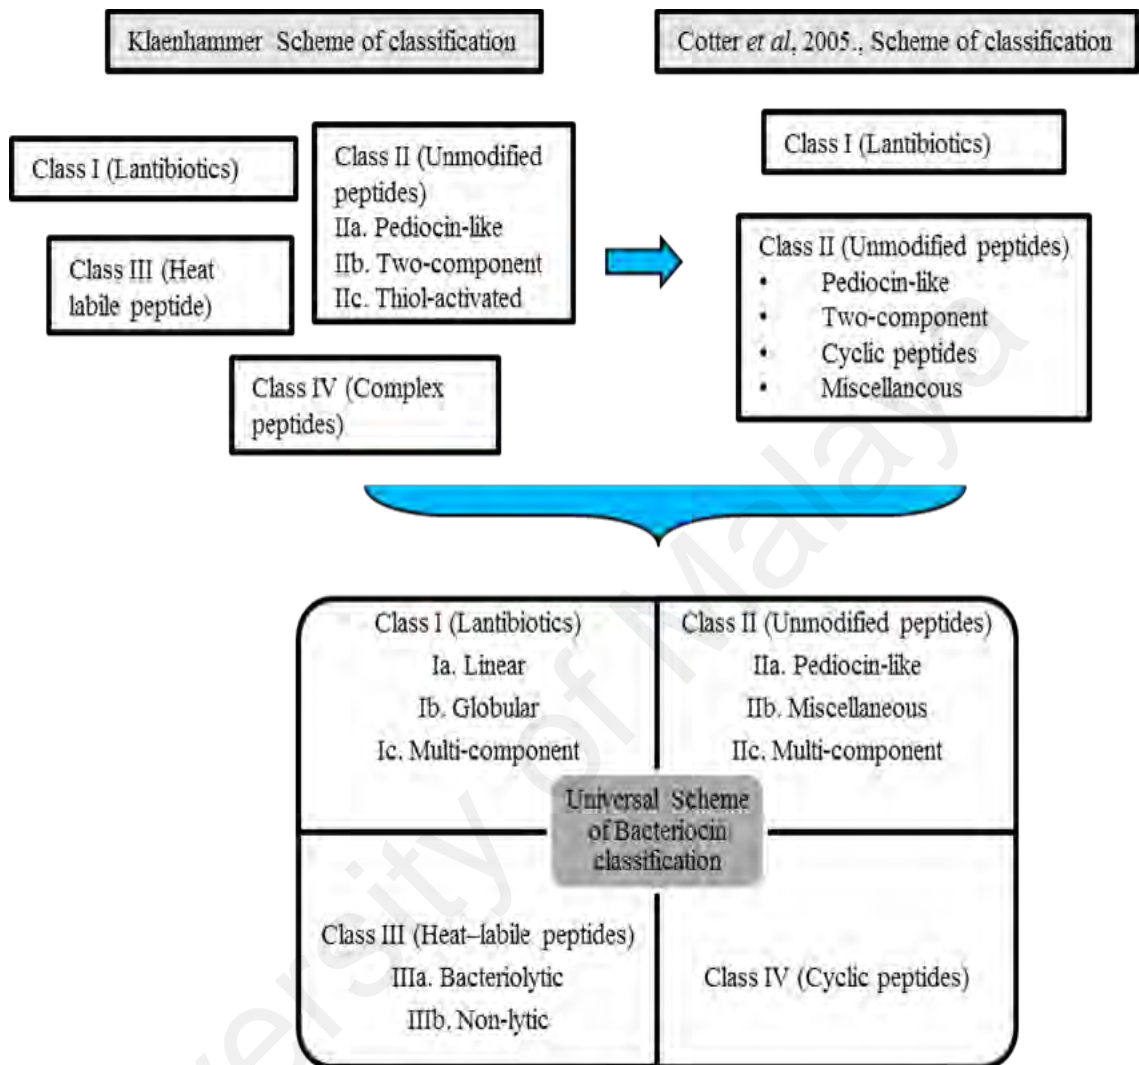 Klaenhammer Scheme of classification
Cotter et al, 2005., Scheme of classification
Class I (Lantibiotics)
Class II (Unmodified
peptides)
IIa. Pediocin-like
IIb. Two-component
IIc. Thiol-activated
Class III (Heat
labile peptide)
Class IV (Complex
peptides)
Class I (Lantibiotics)
Class II (Unmodified peptides)
• Pediocin-like
• Two-component
• Cyclic peptides
• Miscellancous
Class I (Lantibiotics)
Ia. Linear
Ib. Globular
Ic. Multi-component
Class II (Unmodified peptides)
IIa. Pediocin-like
IIb. Miscellaneous
IIc. Multi-component
Universal Scheme
of Bacteriocin
classification
Class III (Heat–labile peptides)
IIIa. Bacteriolytic
IIIb. Non-lytic
Class IV (Cyclic peptides)
versity of Malaya